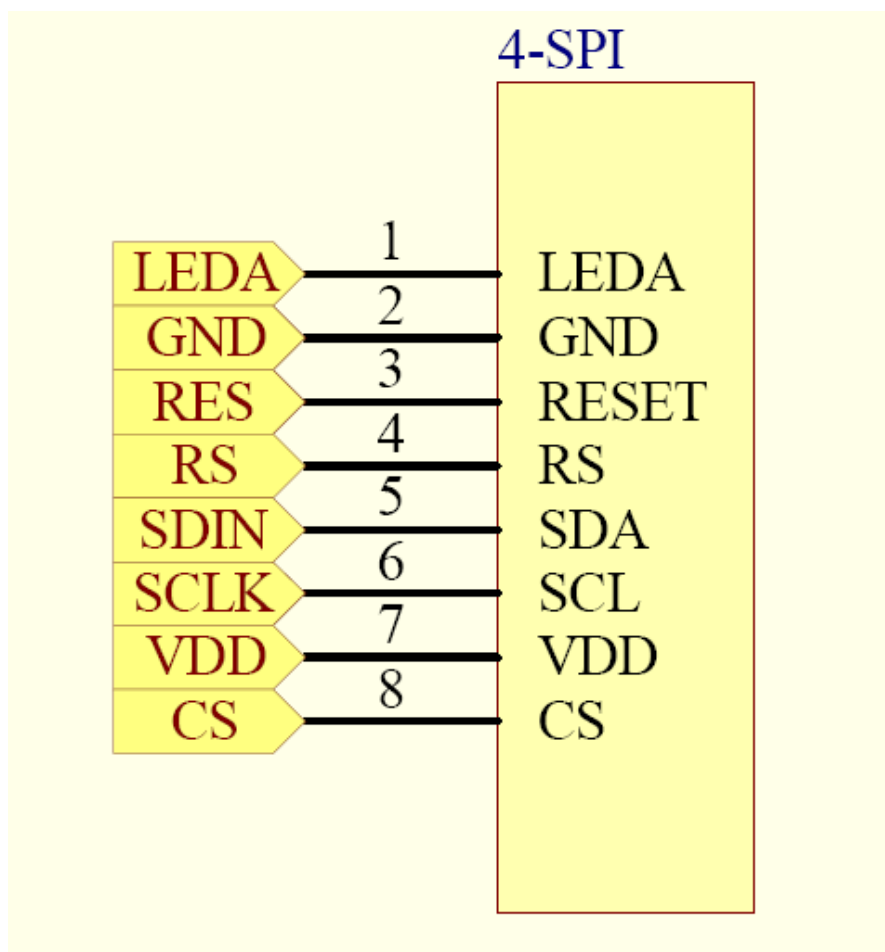 4-SPI
LEDA 1 LEDA
GND 2 GND
RES 3 RESET
RS 4 RS
SDIN 5 SDA
SCLK 6 SCL
VDD 7 VDD
CS 8 CS